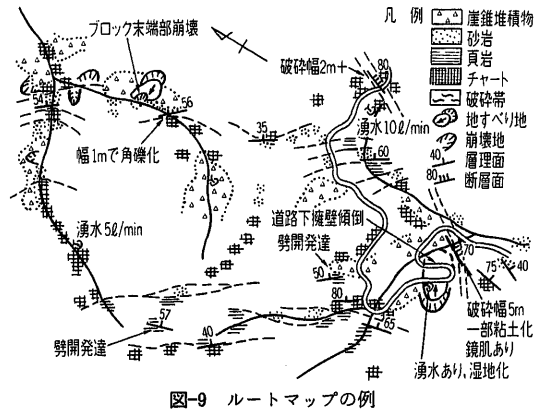 凡 例
崖錐堆積物
砂岩
頁岩
チャート
破砕帯
地すべり地
崩壊地
40 層理面
80 断層面
ブロック末端部崩壊
破砕幅2m+
80
54
56
湧水10ℓ/min
35
幅1mで角礫化
60
道路下擁壁傾倒
湧水5ℓ/min
劈開発達
70
50
75
40
80
破砕幅5m
一部粘土化
鏡肌あり
57
65
40
劈開発達
湧水あり,湿地化
図-9 ルートマップの例